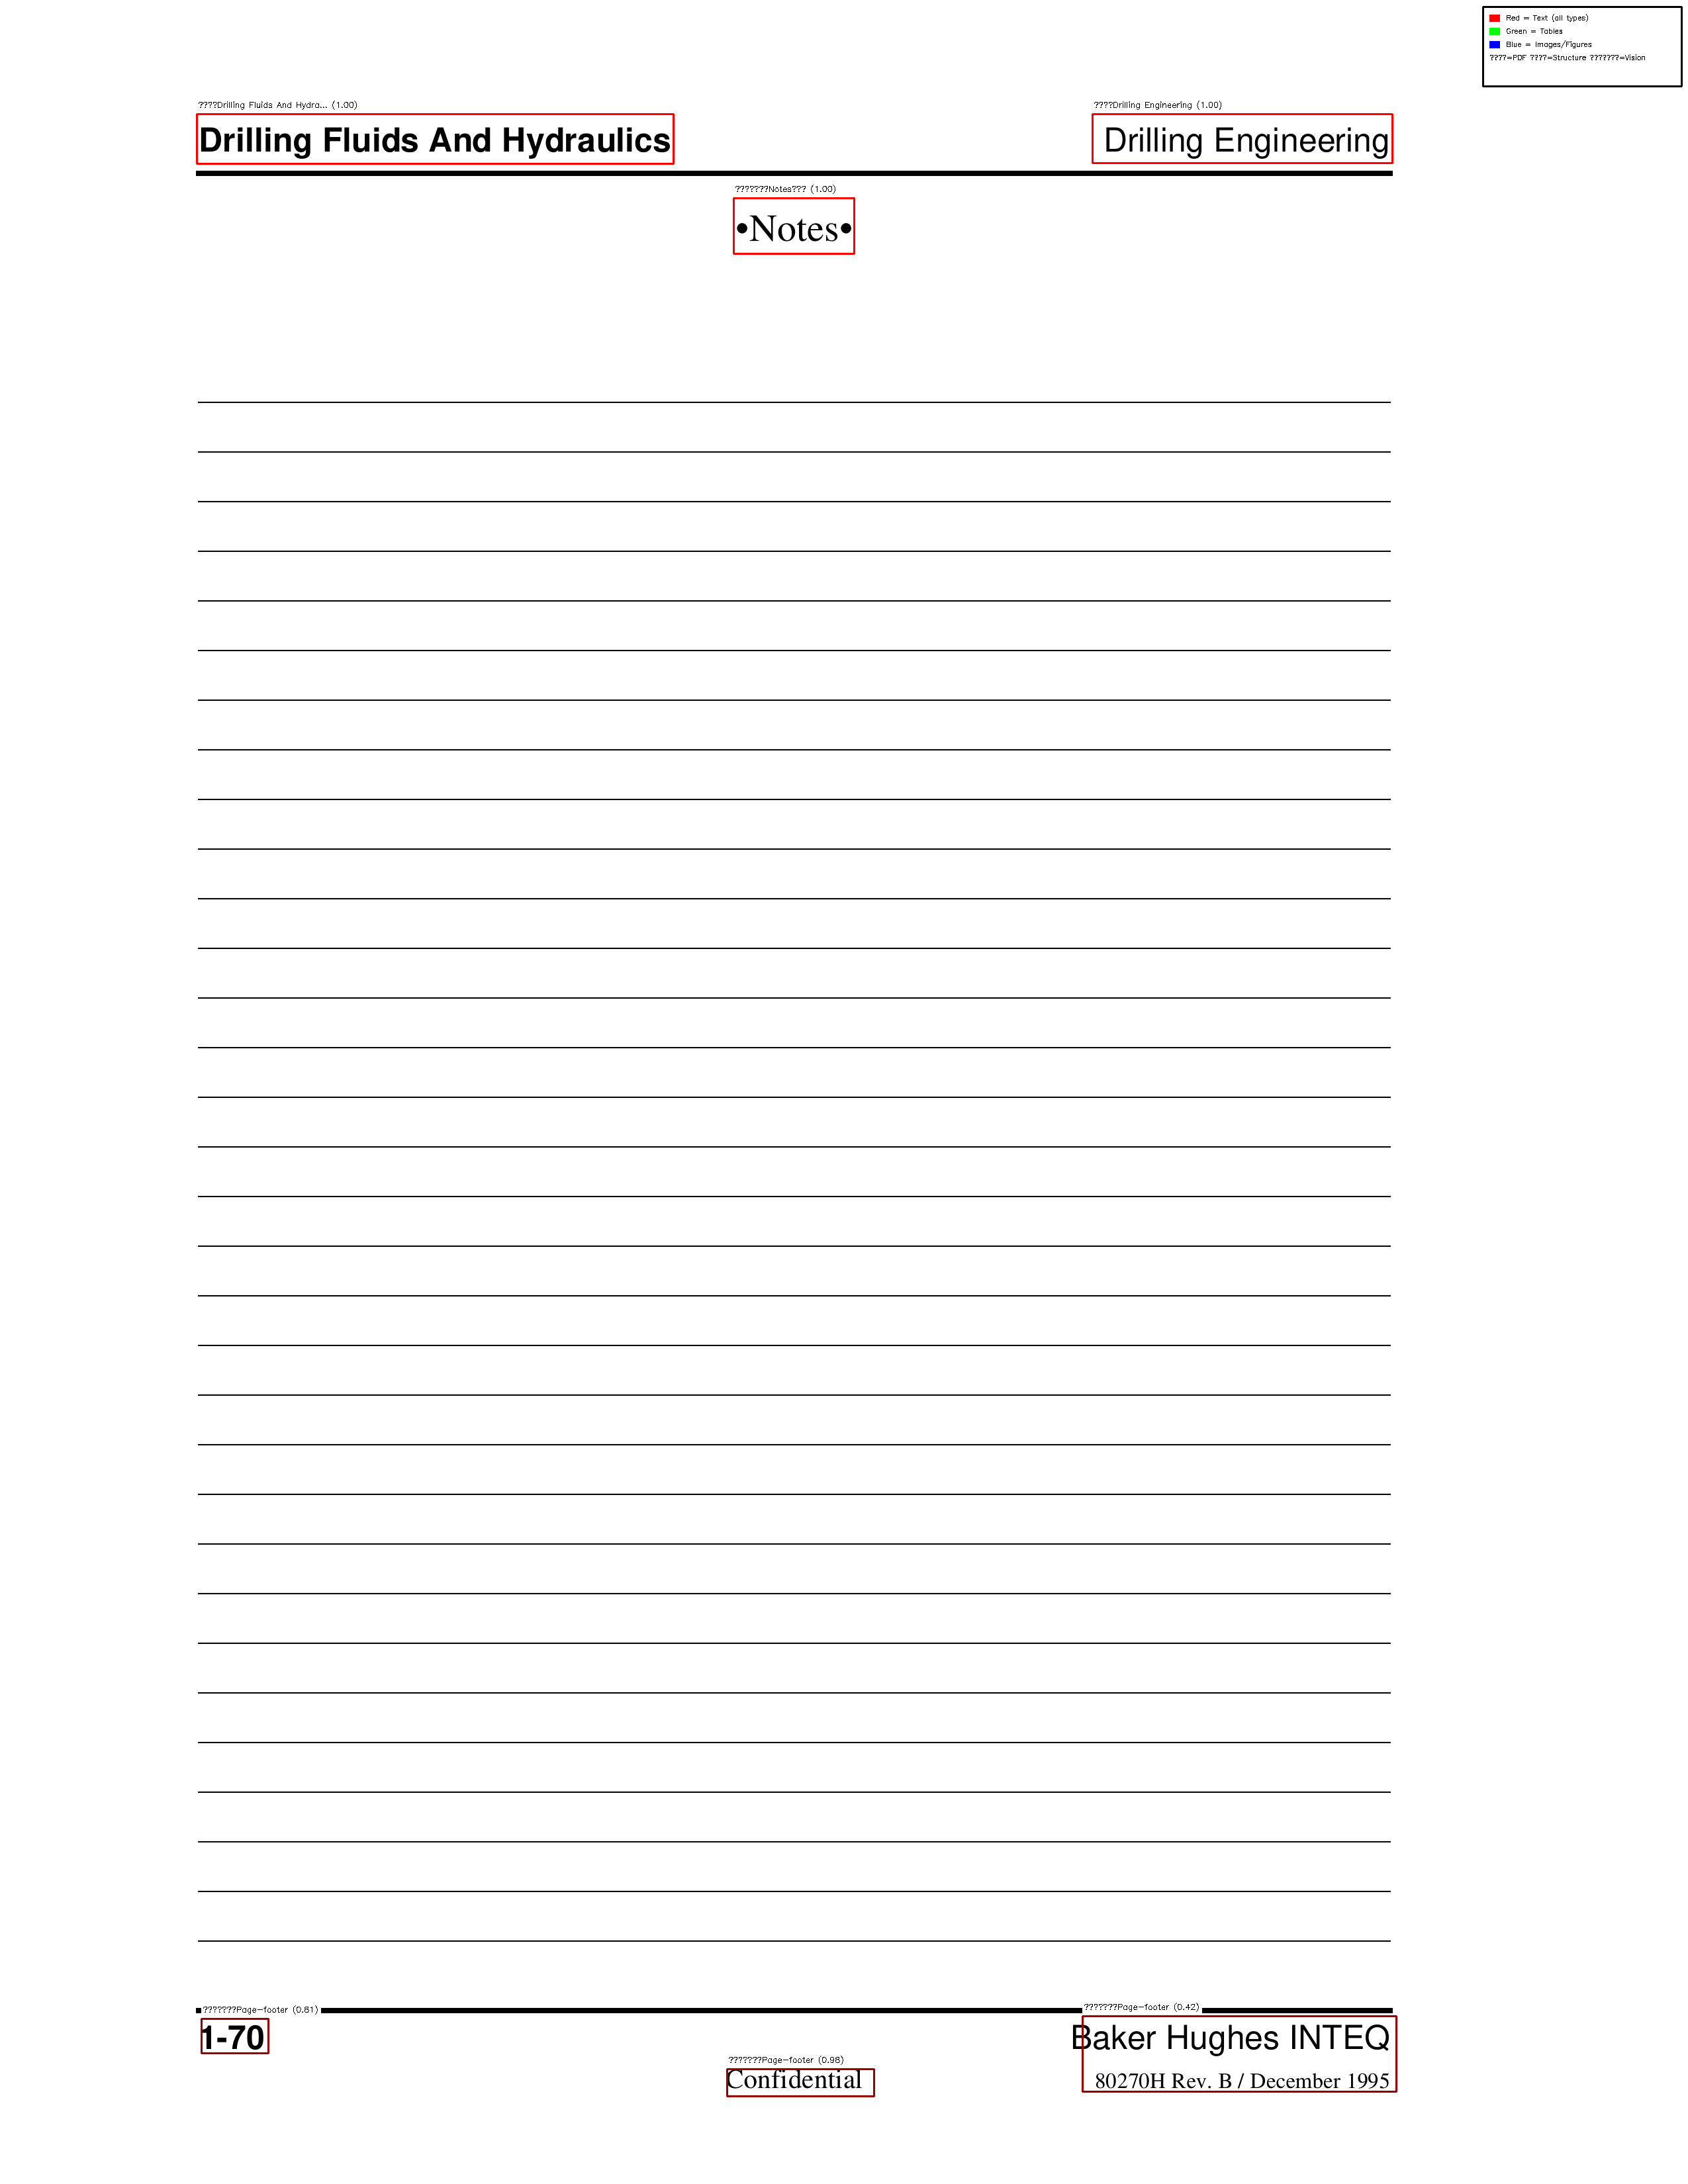 Red = Text (all types)
Green = Tables
Blue = Images/Figures
????=PDF ????=Structure ???????=Vision
????Drilling Fluids And Hydra... (1.00)
????Drilling Engineering (1.00)
Drilling Fluids And Hydraulics
Drilling Engineering
???????Notes??? (1.00)
•Notes•
???????Page-footer (0.81)
???????Page-footer (0.42)
1-70
Baker Hughes INTEQ
???????Page-footer (0.98)
Confidential
80270H Rev. B / December 1995